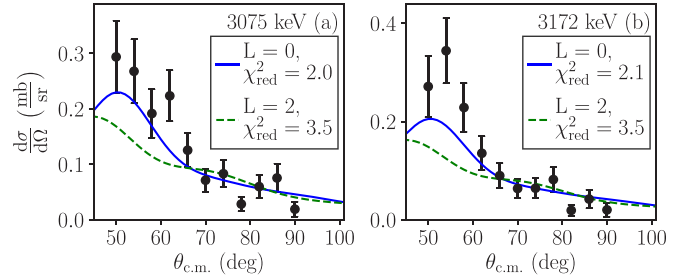 3075 keV (a)
L = 0,
χ²red = 2.0
L = 2,
χ²red = 3.5
dσ/dΩ (mb/sr)
0.3
0.2
0.1
0.0
50 60 70 80 90 100
θc.m. (deg)
3172 keV (b)
L = 0,
χ²red = 2.1
L = 2,
χ²red = 3.5
0.4
0.2
0.0
50 60 70 80 90 100
θc.m. (deg)